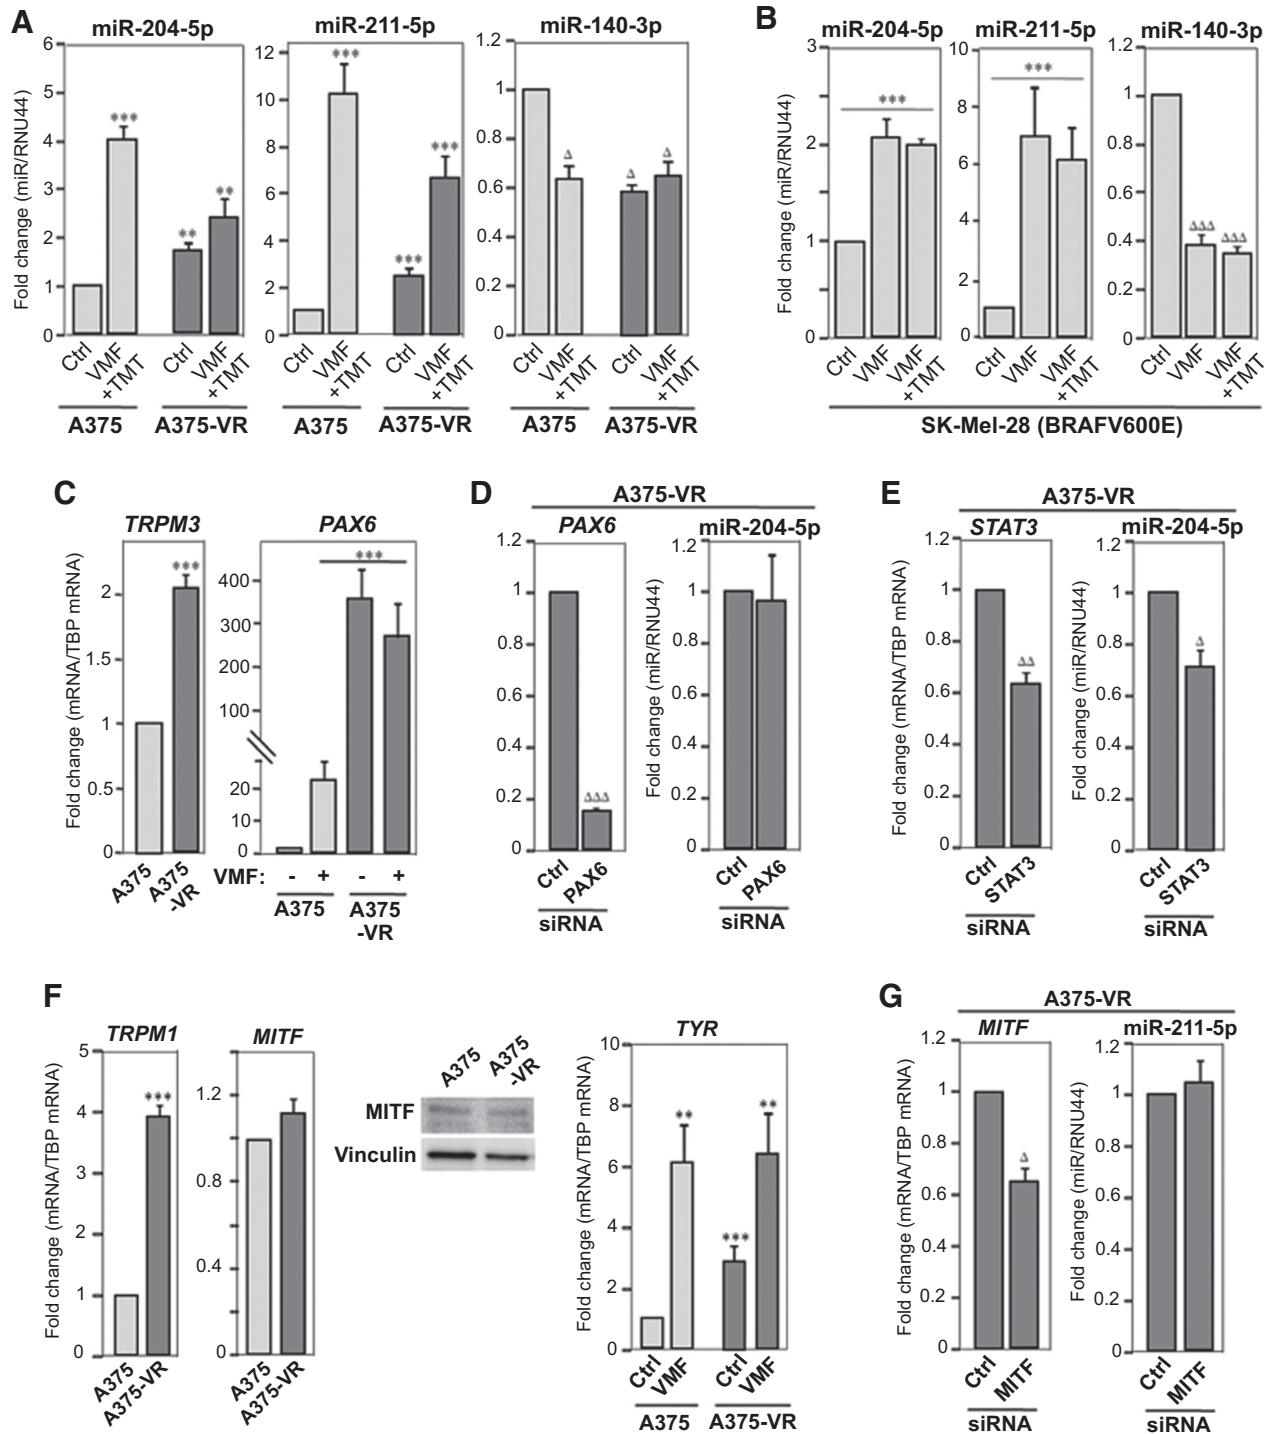 A
miR-204-5p
miR-211-5p
miR-140-3p
Fold change (miR/RNU44)
6
5
4
3
2
1
0
***
**
**
12
10
8
6
4
2
0
***
***
***
1.2
1
0.8
0.6
0.4
0.2
0
Δ
Δ
Δ
Ctrl
VMF
+TMT
Ctrl
VMF
+TMT
Ctrl
VMF
+TMT
Ctrl
VMF
+TMT
Ctrl
VMF
+TMT
Ctrl
VMF
+TMT
A375
A375-VR
A375
A375-VR
A375
A375-VR
B
miR-204-5p
miR-211-5p
miR-140-3p
Fold change (miR/RNU44)
3
2
1
0
***
10
8
6
4
2
0
***
1.2
1
0.8
0.6
0.4
0.2
0
ΔΔΔ
ΔΔΔ
Ctrl
VMF
VMF
+TMT
Ctrl
VMF
VMF
+TMT
Ctrl
VMF
VMF
+TMT
SK-Mel-28 (BRAFV600E)
C
TRPM3
PAX6
Fold change (mRNA/TBP mRNA)
2
1.5
1
0.5
0
***
400
300
200
100
20
10
0
***
A375
A375
-VR
VMF: - + - +
A375
A375
-VR
D
A375-VR
PAX6
miR-204-5p
1.2
1
0.8
0.6
0.4
0.2
0
ΔΔΔ
Fold change (miR/RNU44)
1.2
1
0.8
0.6
0.4
0.2
0
Ctrl
PAX6
siRNA
Ctrl
PAX6
siRNA
E
A375-VR
STAT3
miR-204-5p
Fold change (mRNA/TBP mRNA)
1.2
1
0.8
0.6
0.4
0.2
0
ΔΔ
Fold change (miR/RNU44)
1.2
1
0.8
0.6
0.4
0.2
0
Δ
Ctrl
STAT3
siRNA
Ctrl
STAT3
siRNA
F
TRPM1
MITF
Fold change (mRNA/TBP mRNA)
5
4
3
2
1
0
***
1.2
0.8
0.4
0
A375
A375-VR
A375
A375-VR
A375
A375
-VR
MITF
Vinculin
TYR
Fold change (mRNA/TBP mRNA)
10
8
6
4
2
0
**
***
**
Ctrl
VMF
Ctrl
VMF
A375
A375-VR
G
A375-VR
MITF
miR-211-5p
Fold change (mRNA/TBP mRNA)
1.2
1
0.8
0.6
0.4
0.2
0
Δ
Fold change (miR/RNU44)
1.2
1
0.8
0.6
0.4
0.2
0
Ctrl
MITF
siRNA
Ctrl
MITF
siRNA